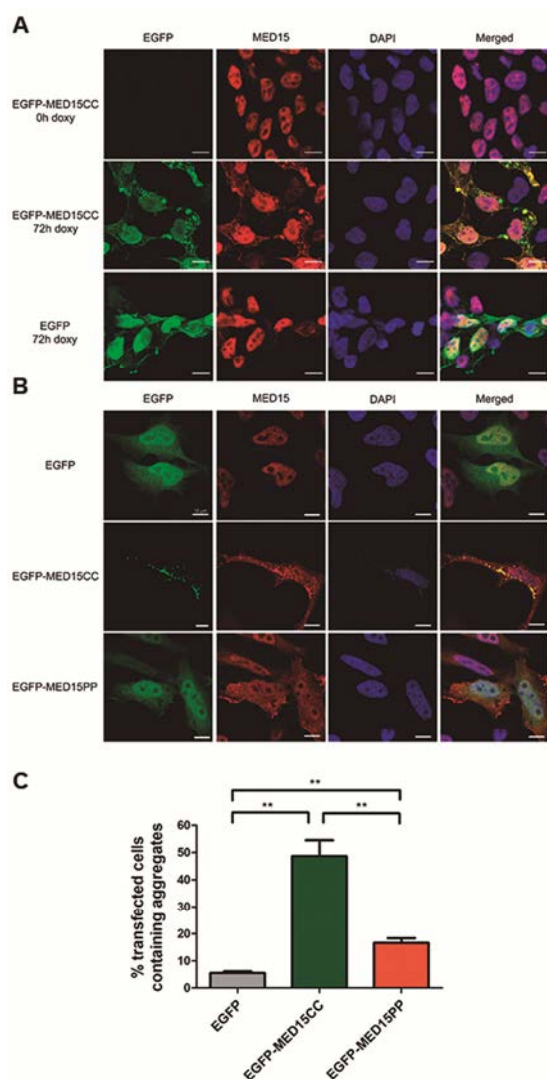 A
EGFP MED15 DAPI Merged
EGFP-MED15CC
0h doxy
EGFP-MED15CC
72h doxy
EGFP
72h doxy
B
EGFP MED15 DAPI Merged
EGFP
EGFP-MED15CC
EGFP-MED15PP
C
**
** **
% transfected cells
containing aggregates
60
50
40
30
20
10
0
EGFP
EGFP-MED15CC
EGFP-MED15PP